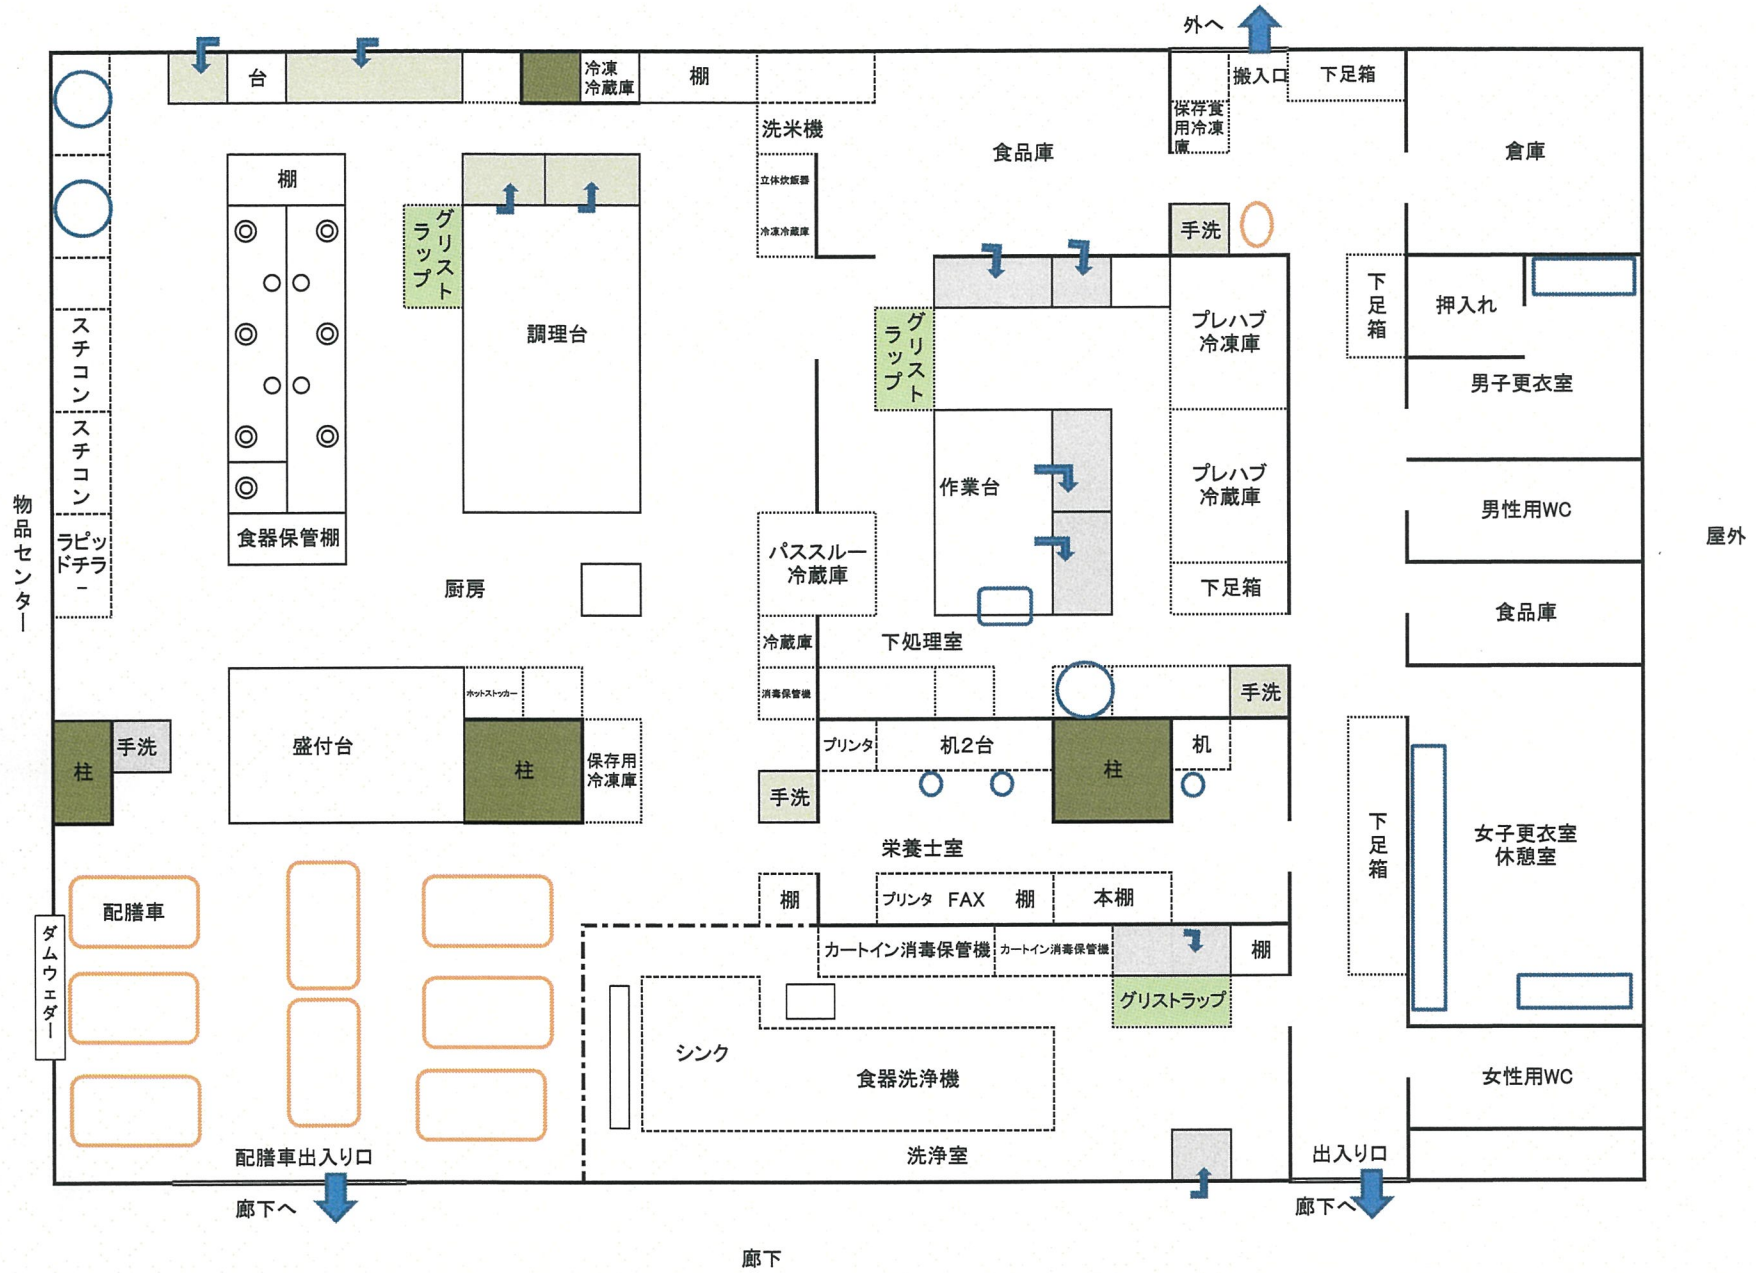 外へ
台
冷凍
冷蔵庫
棚
搬入口
下足箱
保存食
用冷凍
庫
洗米機
食品庫
倉庫
棚
立体炊飯器
冷凍冷蔵庫
手洗
グリスト
ラップ
調理台
下足箱
押入れ
スチコン
グリスト
ラップ
プレハブ
冷凍庫
男子更衣室
スチコン
作業台
プレハブ
冷蔵庫
男性用WC
物品センター
屋外
ラピッ
ドチラ
ー
食器保管棚
パススルー
冷蔵庫
厨房
下足箱
食品庫
冷蔵庫
下処理室
ホットストッカー
消毒保管機
手洗
柱
手洗
盛付台
柱
保存用
冷凍庫
プリンタ
机2台
柱
机
手洗
下足箱
女子更衣室
休憩室
栄養士室
配膳車
棚
プリンタ FAX 棚
本棚
ダムウェダー
カートイン消毒保管機
カートイン消毒保管機
棚
グリストラップ
シンク
食器洗浄機
女性用WC
配膳車出入り口
洗浄室
出入り口
廊下へ
廊下へ
廊下